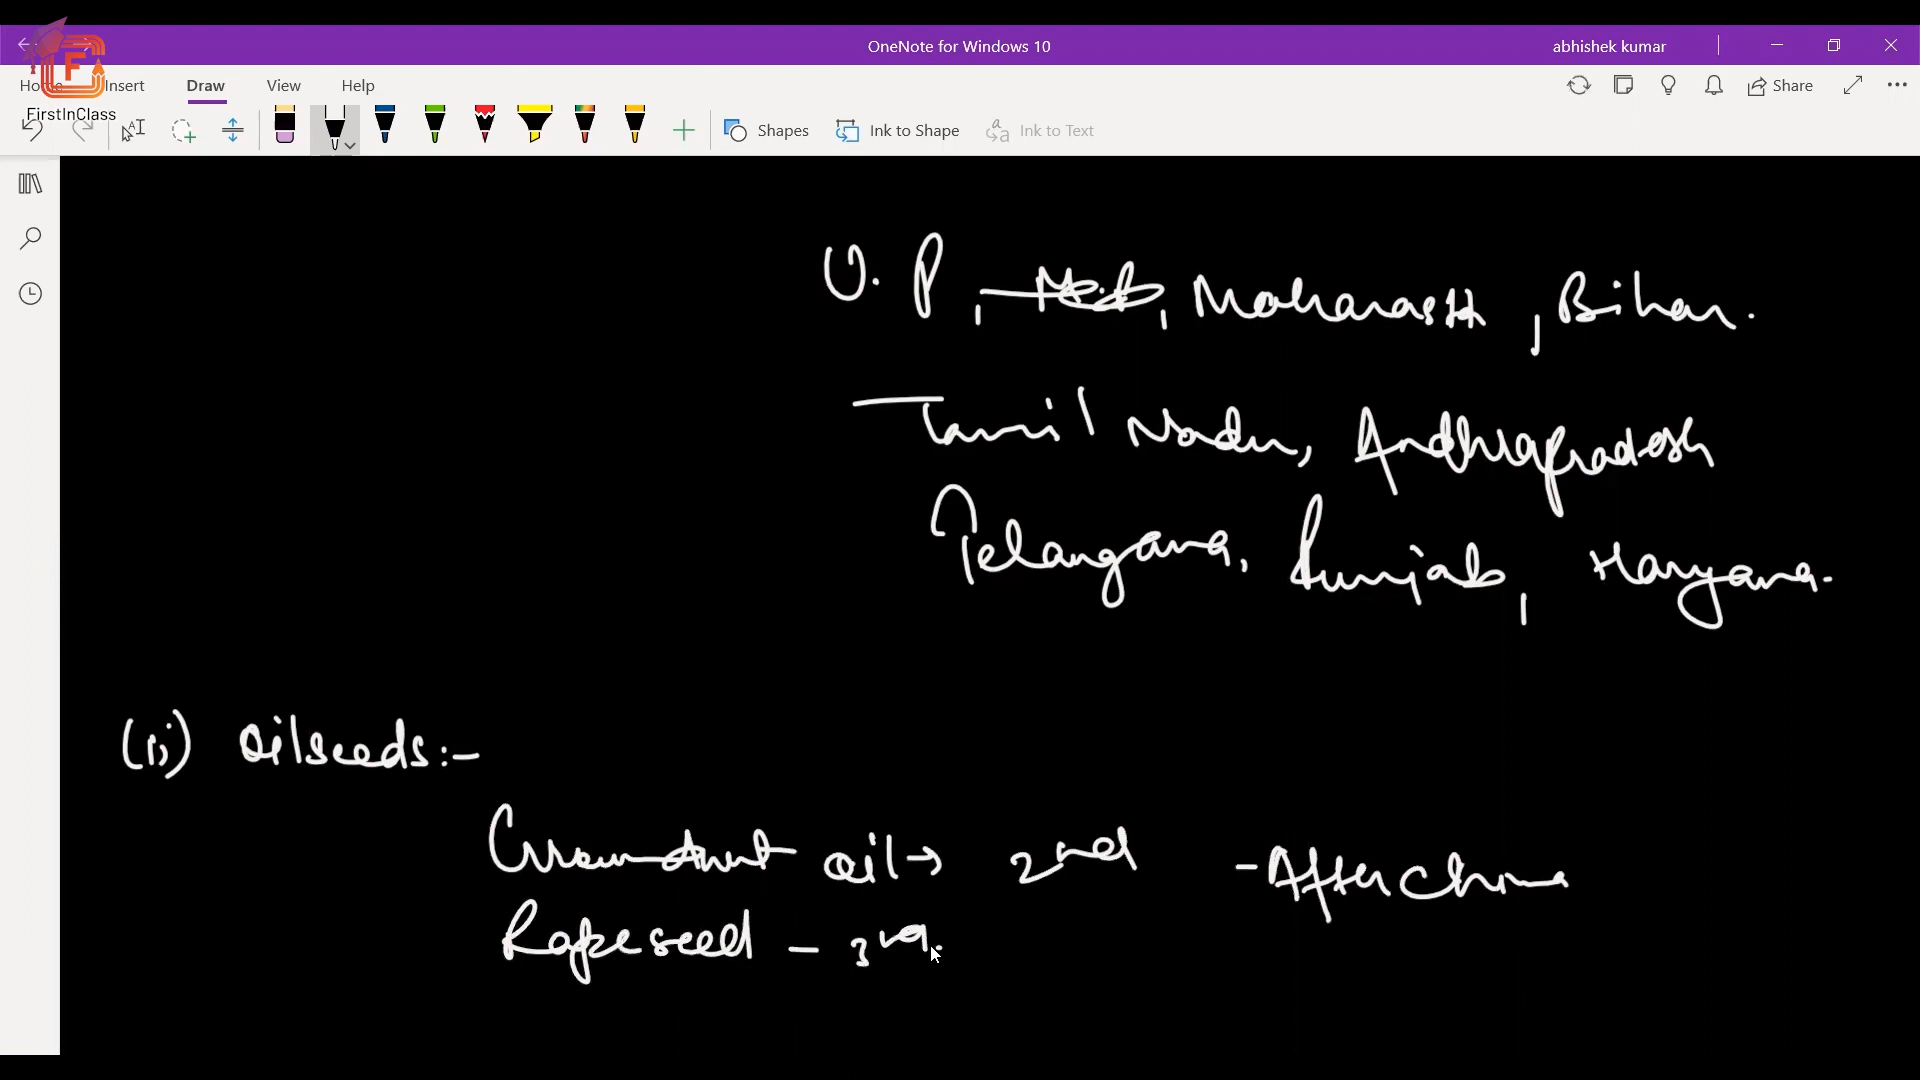 OneNote for Windows 10
abhishek kumar
Home Insert Draw View Help
Share
FirstInClass
Shapes Ink to Shape Ink to Text
U.P, Maharasht, Bihar.
Tamil Nadu, Andhrapradesh
Telangana, Punjab, Haryana.
(ii) Oilseeds:-
Groundnut oil → 2nd - After China
Rapeseed - 3rd